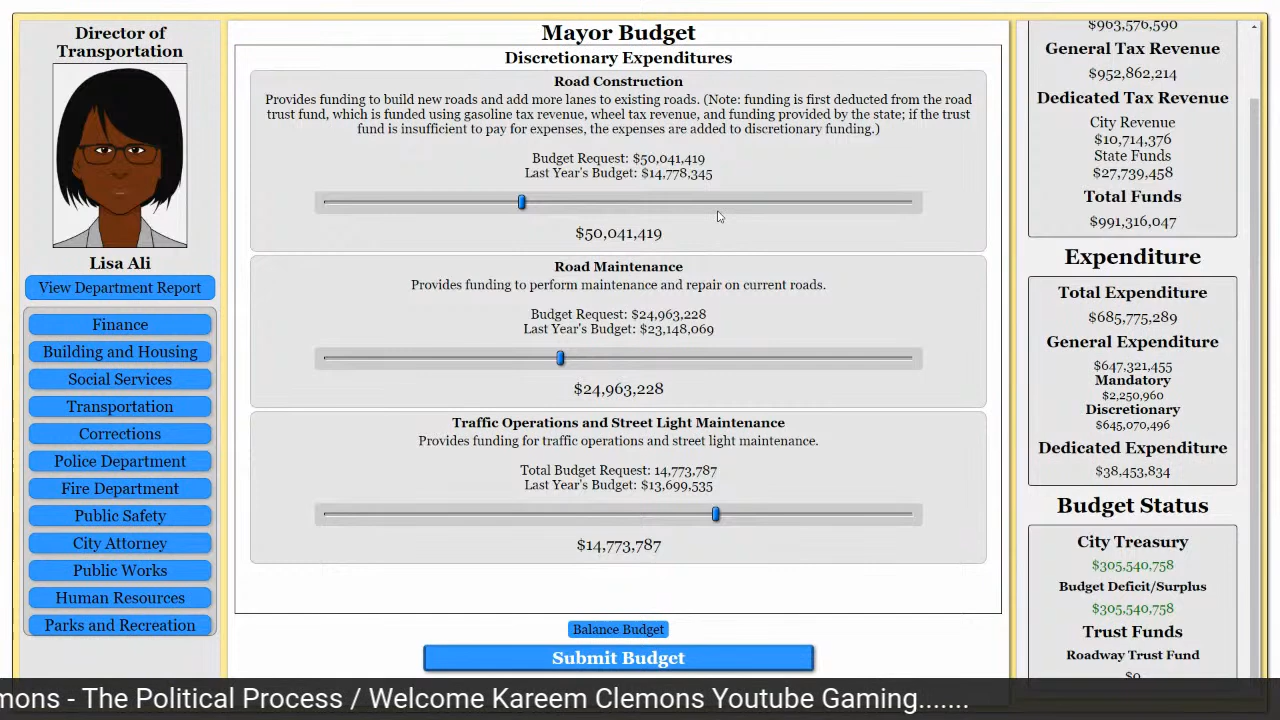 Director of
Transportation
Lisa Ali
View Department Report
Finance
Building and Housing
Social Services
Transportation
Corrections
Police Department
Fire Department
Public Safety
City Attorney
Public Works
Human Resources
Parks and Recreation
Mayor Budget
Discretionary Expenditures
Road Construction
Provides funding to build new roads and add more lanes to existing roads. (Note: funding is first deducted from the road
trust fund, which is funded using gasoline tax revenue, wheel tax revenue, and funding provided by the state; if the trust
fund is insufficient to pay for expenses, the expenses are added to discretionary funding.)
Budget Request: $50,041,419
Last Year's Budget: $14,778,345
$50,041,419
Road Maintenance
Provides funding to perform maintenance and repair on current roads.
Budget Request: $24,963,228
Last Year's Budget: $23,148,069
$24,963,228
Traffic Operations and Street Light Maintenance
Provides funding for traffic operations and street light maintenance.
Total Budget Request: 14,773,787
Last Year's Budget: $13,699,535
$14,773,787
Balance Budget
Submit Budget
$963,576,590
General Tax Revenue
$952,862,214
Dedicated Tax Revenue
City Revenue
$10,714,376
State Funds
$27,739,458
Total Funds
$991,316,047
Expenditure
Total Expenditure
$685,775,289
General Expenditure
$647,321,455
Mandatory
$2,250,960
Discretionary
$645,070,496
Dedicated Expenditure
$38,453,834
Budget Status
City Treasury
$305,540,758
Budget Deficit/Surplus
$305,540,758
Trust Funds
Roadway Trust Fund
$0
mons - The Political Process / Welcome Kareem Clemons Youtube Gaming.......